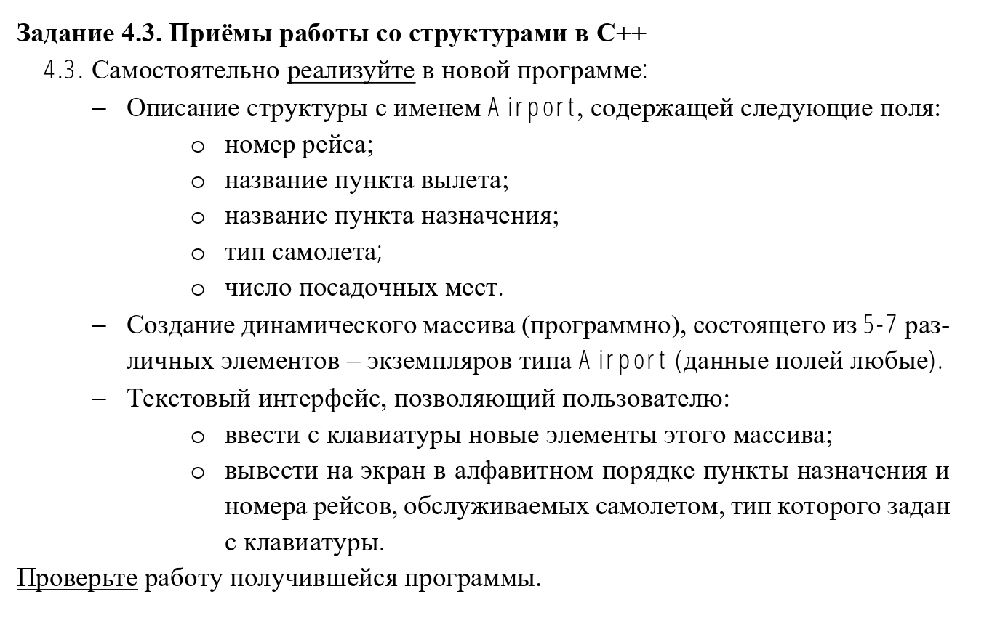 Задание 4.3. Приёмы работы со структурами в C++
4.3. Самостоятельно реализуйте в новой программе:
– Описание структуры с именем Airport, содержащей следующие поля:
o номер рейса;
o название пункта вылета;
o название пункта назначения;
o тип самолета;
o число посадочных мест.
– Создание динамического массива (программно), состоящего из 5-7 раз-
личных элементов – экземпляров типа Airport (данные полей любые).
– Текстовый интерфейс, позволяющий пользователю:
o ввести с клавиатуры новые элементы этого массива;
o вывести на экран в алфавитном порядке пункты назначения и
номера рейсов, обслуживаемых самолетом, тип которого задан
с клавиатуры.
Проверьте работу получившейся программы.